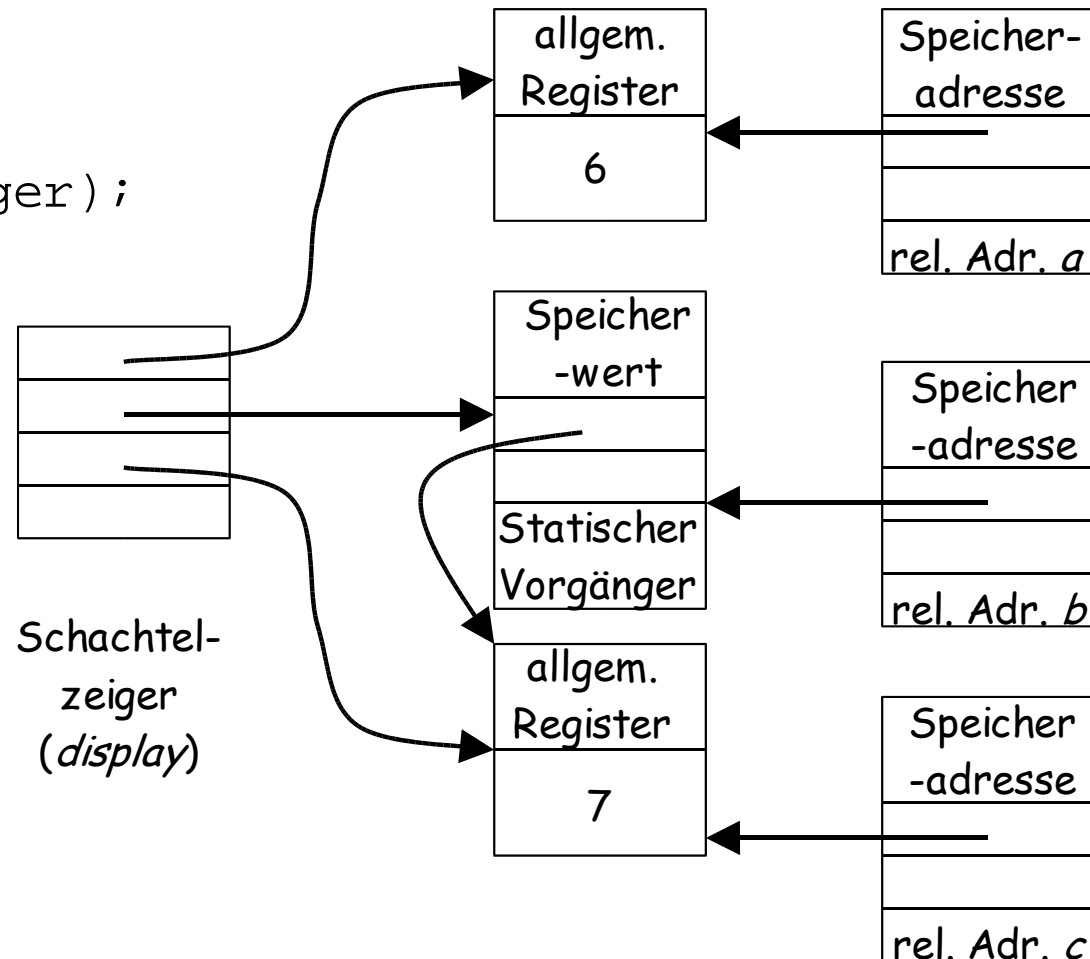 ger);
allgem.
Register
6
Speicher-
adresse
rel. Adr. a
Speicher
-wert
Statischer
Vorgänger
Speicher
-adresse
rel. Adr. b
Schachtel-
zeiger
(display)
allgem.
Register
7
Speicher
-adresse
rel. Adr. c